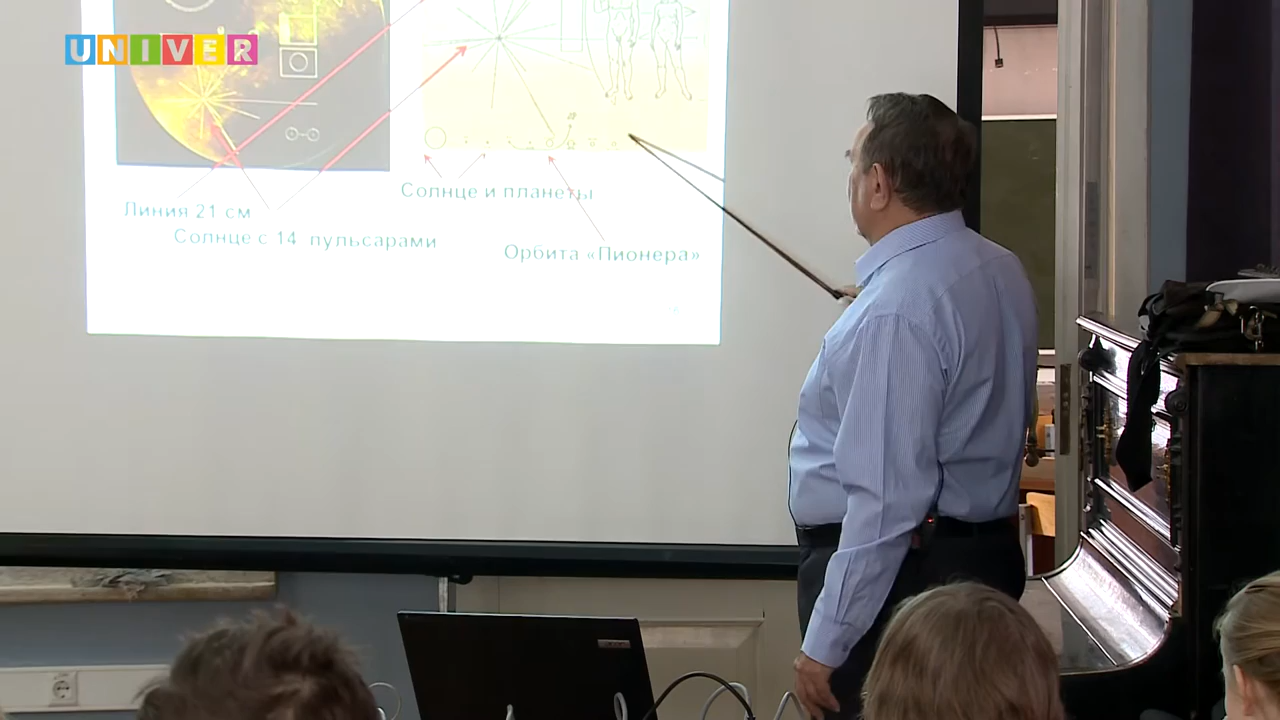 UNIVER
Солнце и планеты
Линия 21 см
Солнце с 14 пульсарами
Орбита «Пионера»